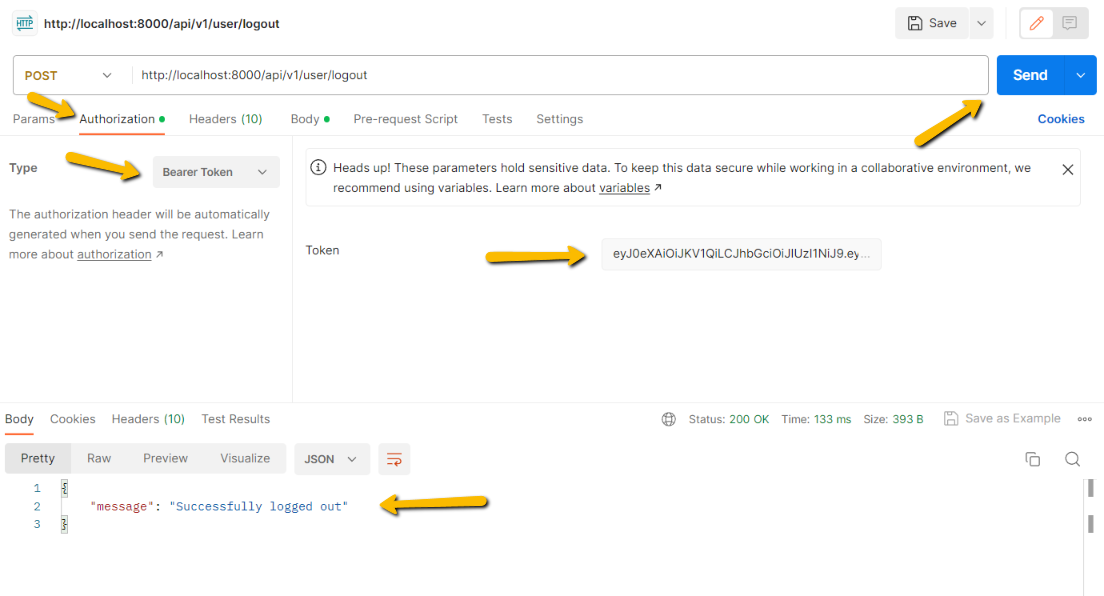 HTTP http://localhost:8000/api/v1/user/logout Save
POST http://localhost:8000/api/v1/user/logout Send
Params Authorization Headers (10) Body Pre-request Script Tests Settings Cookies
Type Bearer Token
The authorization header will be automatically
generated when you send the request. Learn
more about authorization ↗
Heads up! These parameters hold sensitive data. To keep this data secure while working in a collaborative environment, we
recommend using variables. Learn more about variables ↗
Token eyJ0eXAiOiJKV1QiLCJhbGciOiJIUzI1NiJ9.ey...
Body Cookies Headers (10) Test Results Status: 200 OK Time: 133 ms Size: 393 B Save as Example
Pretty Raw Preview Visualize JSON
1 {
2 "message": "Successfully logged out"
3 }